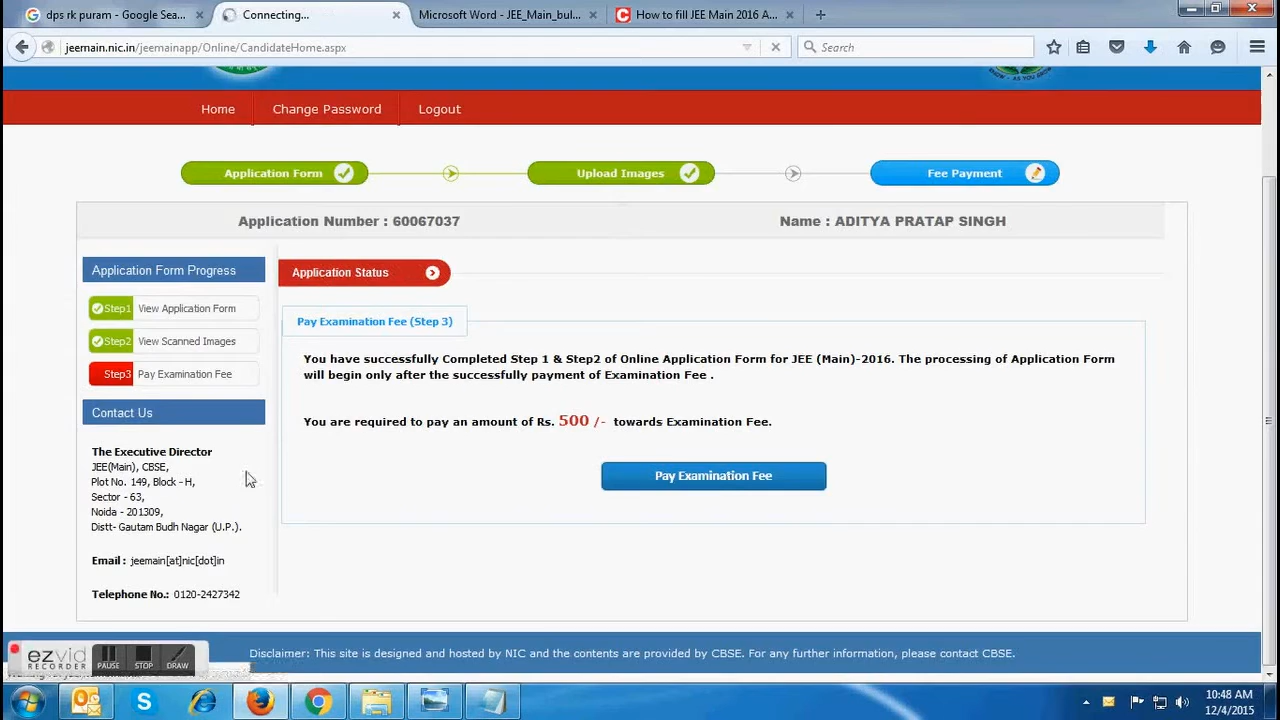 dps rk puram - Google Sea...
Connecting...
Microsoft Word - JEE_Main_bul...
How to fill JEE Main 2016 A...
jeemain.nic.in/jeemainapp/Online/CandidateHome.aspx
Search
Home
Change Password
Logout
Application Form
Upload Images
Fee Payment
Application Number : 60067037
Name : ADITYA PRATAP SINGH
Application Form Progress
Application Status
Step1 View Application Form
Pay Examination Fee (Step 3)
Step2 View Scanned Images
You have successfully Completed Step 1 & Step2 of Online Application Form for JEE (Main)-2016. The processing of Application Form
will begin only after the successfully payment of Examination Fee .
Step3 Pay Examination Fee
Contact Us
You are required to pay an amount of Rs. 500 /- towards Examination Fee.
The Executive Director
JEE(Main), CBSE,
Plot No. 149, Block - H,
Sector - 63,
Noida - 201309,
Distt- Gautam Budh Nagar (U.P.).
Pay Examination Fee
Email : jeemain[at]nic[dot]in
Telephone No.: 0120-2427342
Disclaimer: This site is designed and hosted by NIC and the contents are provided by CBSE. For any further information, please contact CBSE.
ezvid
RECORDER
PAUSE
STOP
DRAW
10:48 AM
12/4/2015